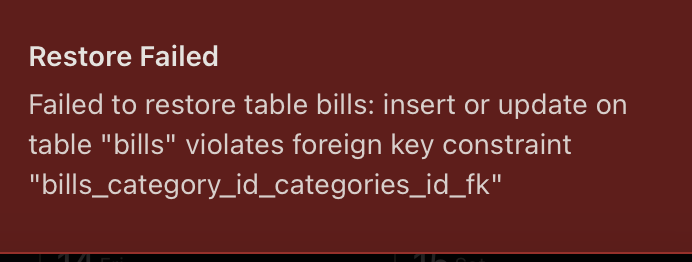 Restore Failed
Failed to restore table bills: insert or update on
table "bills" violates foreign key constraint
"bills_category_id_categories_id_fk"